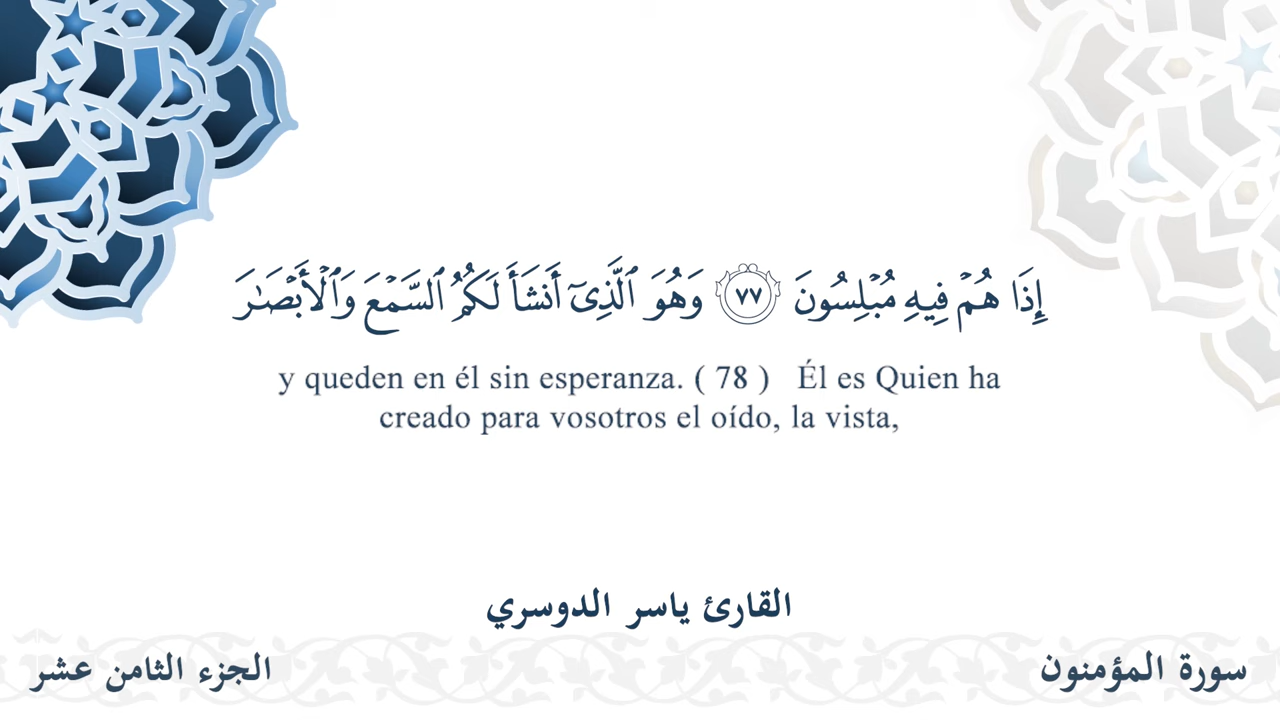 إِذَا هُمۡ فِيهِ مُبۡلِسُونَ ٧٧ وَهُوَ ٱلَّذِيٓ أَنشَأَ لَكُمُ ٱلسَّمۡعَ وَٱلۡأَبۡصَٰرَ
y queden en él sin esperanza. ( 78 ) Él es Quien ha
creado para vosotros el oído, la vista,
القارئ ياسر الدوسري
سورة المؤمنون
الجزء الثامن عشر